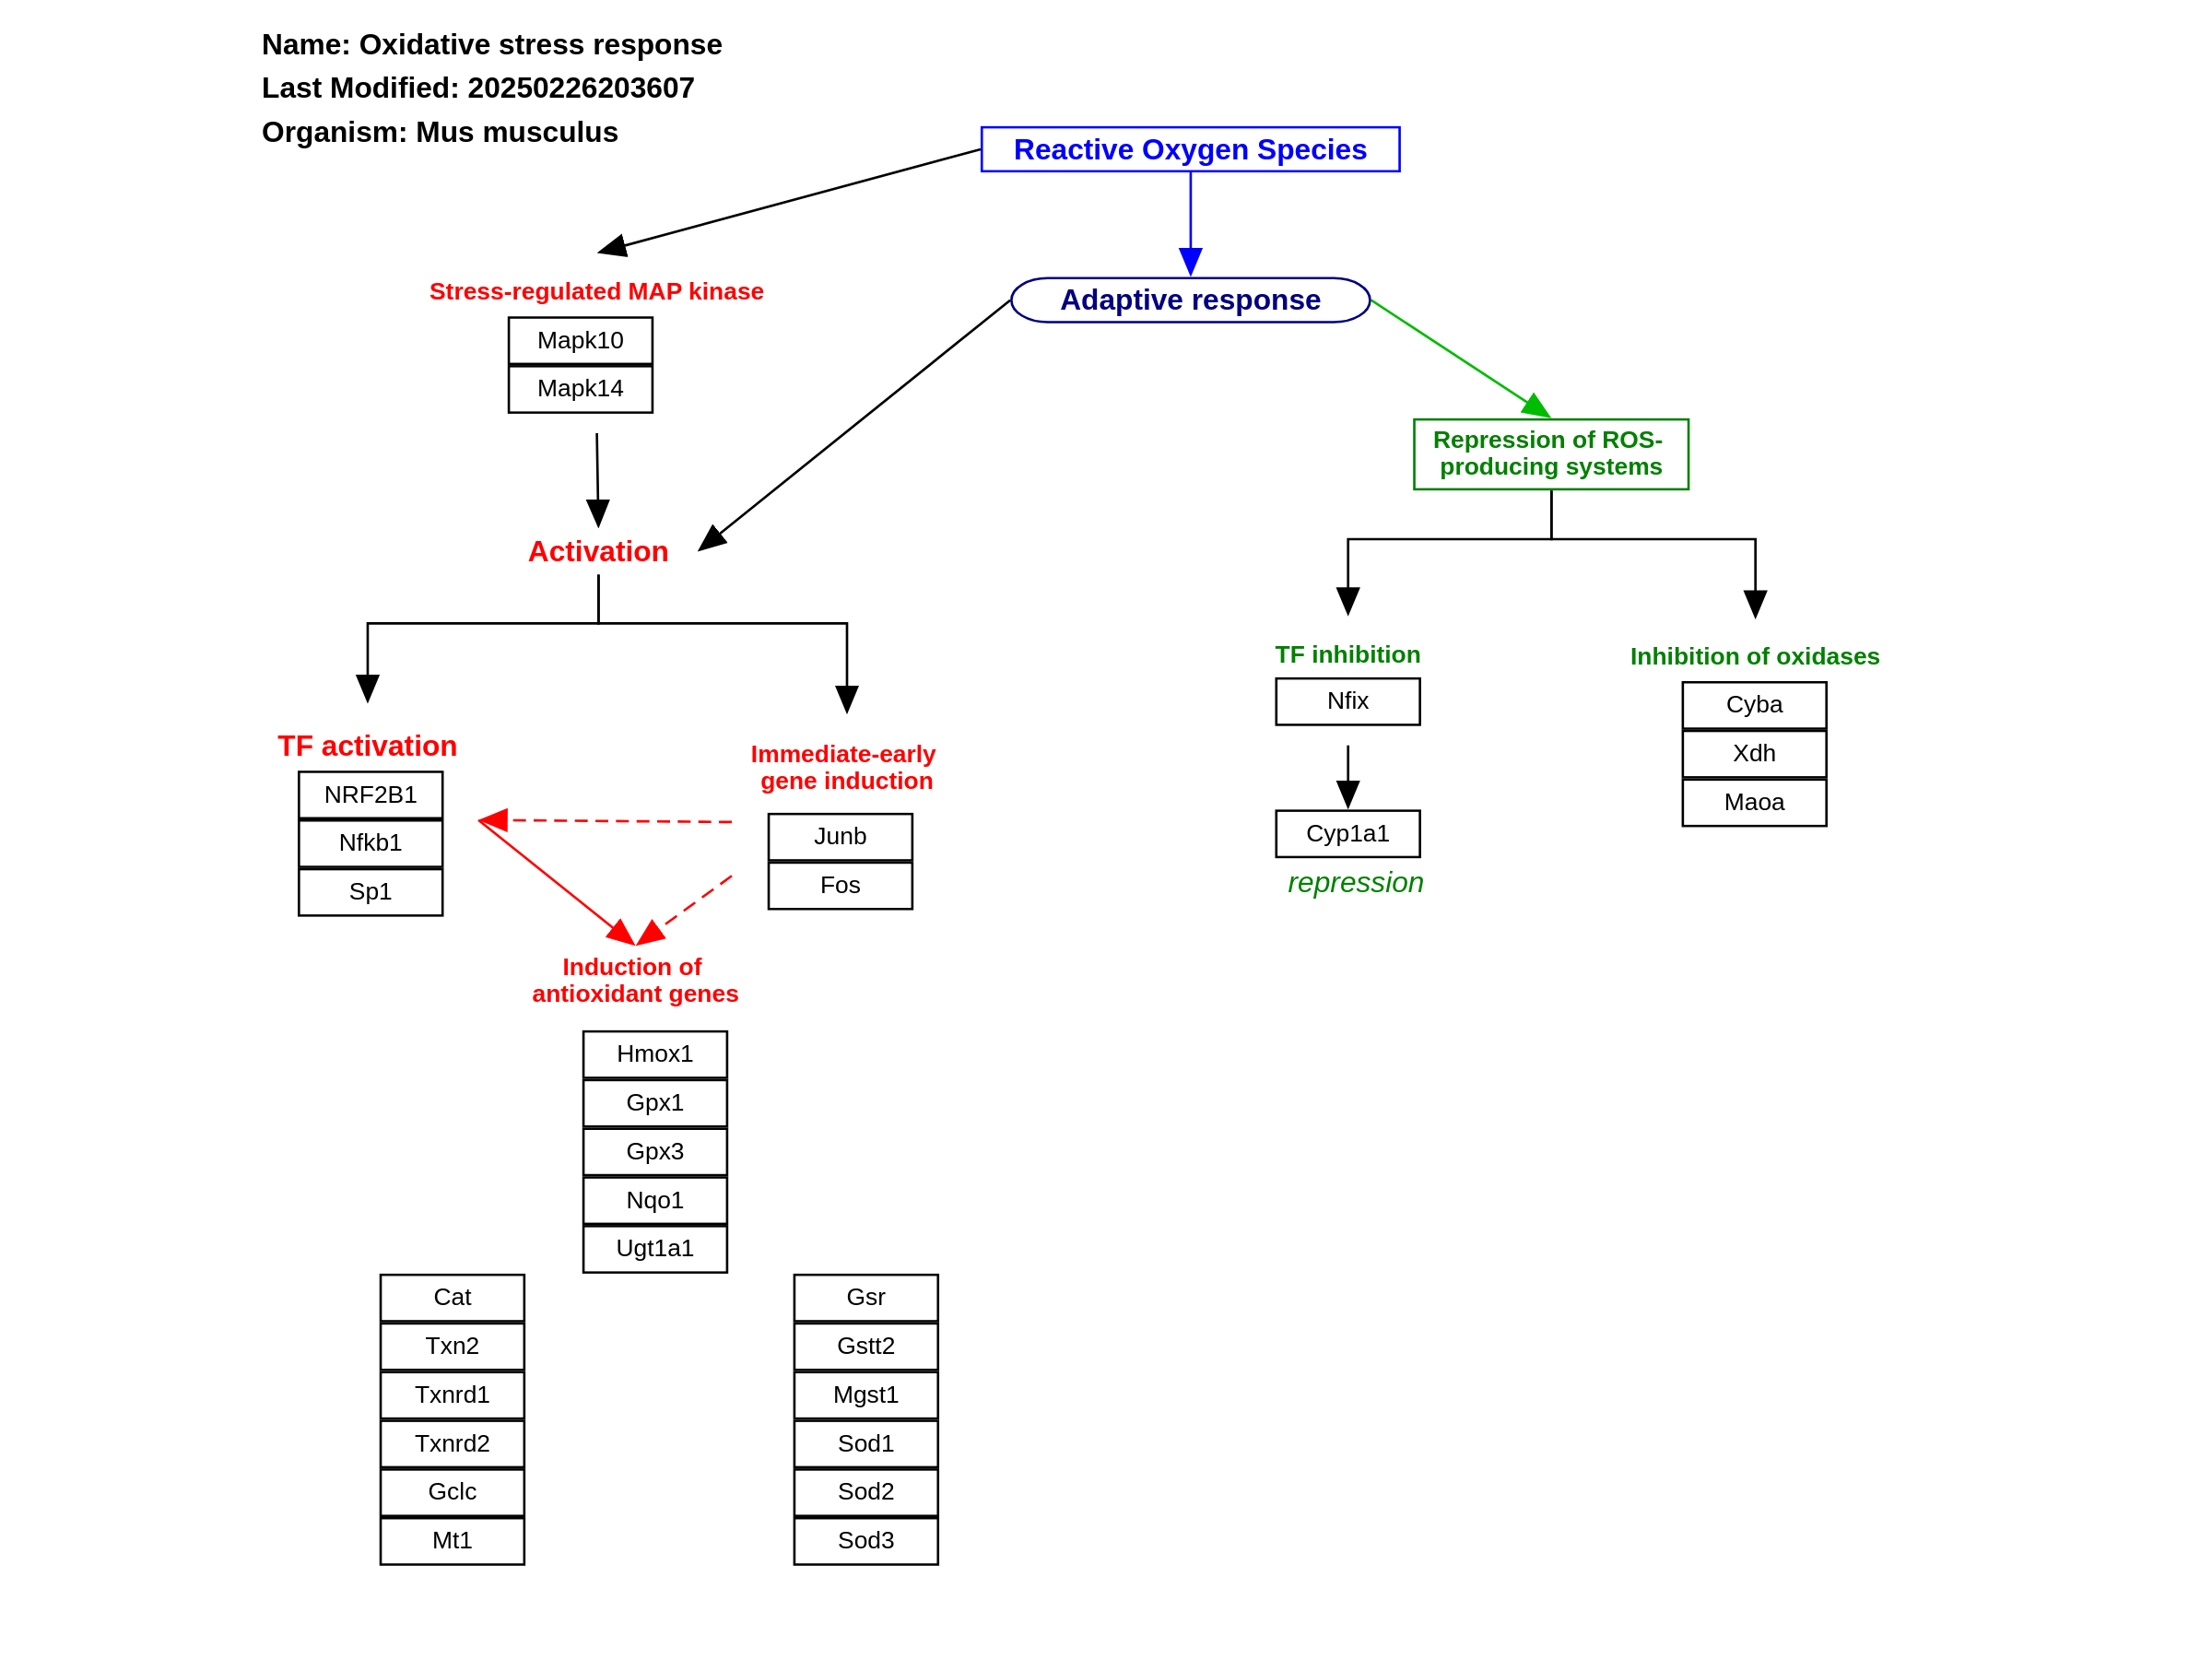 Name: Oxidative stress response
Last Modified: 20250226203607
Organism: Mus musculus
Reactive Oxygen Species
Stress-regulated MAP kinase
Adaptive response
Mapk10
Mapk14
Repression of ROS-
producing systems
Activation
TF inhibition
Inhibition of oxidases
Nfix
Cyba
Xdh
Maoa
Cyp1a1
repression
TF activation
NRF2B1
Nfkb1
Sp1
Immediate-early
gene induction
Junb
Fos
Induction of
antioxidant genes
Hmox1
Gpx1
Gpx3
Nqo1
Ugt1a1
Cat
Txn2
Txnrd1
Txnrd2
Gclc
Mt1
Gsr
Gstt2
Mgst1
Sod1
Sod2
Sod3